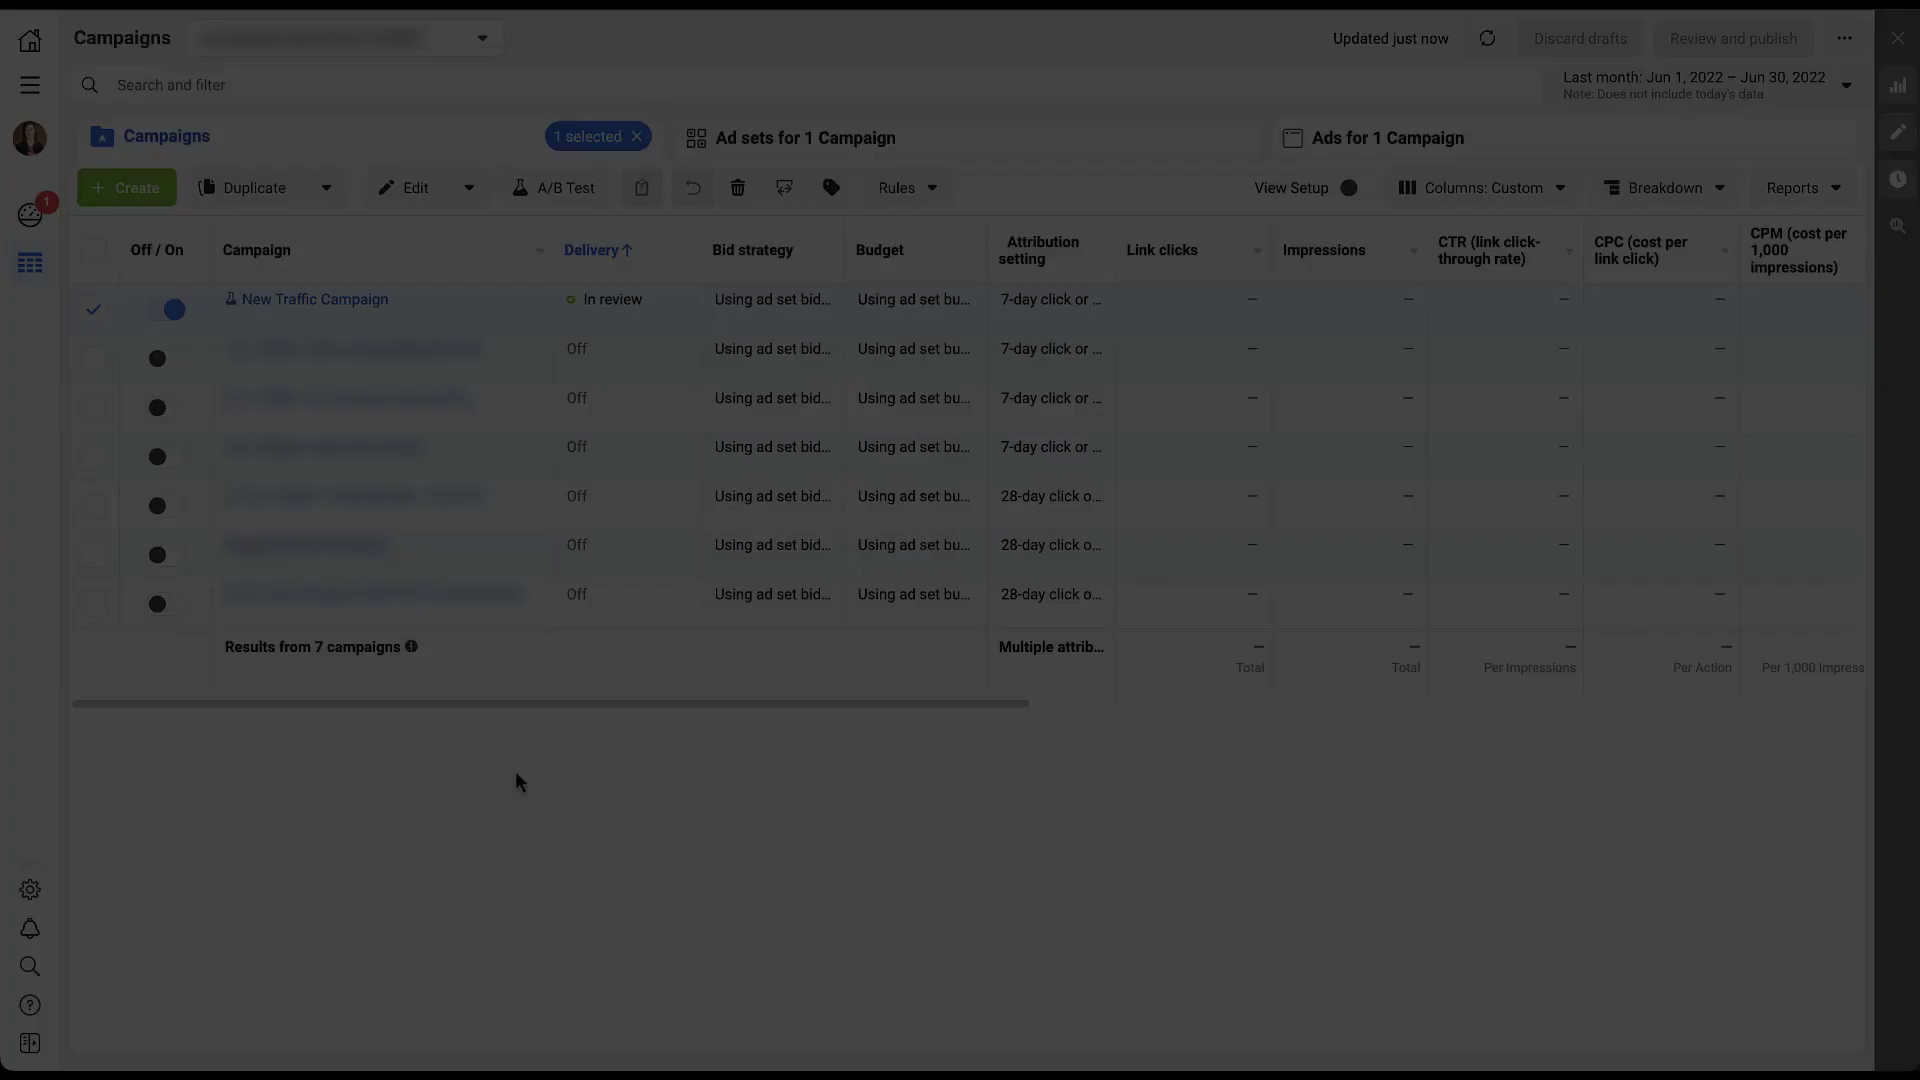 Campaigns
Updated just now
Discard drafts
Review and publish
Search and filter
Last month: Jun 1, 2022 – Jun 30, 2022
Note: Does not include today's data
Campaigns
1 selected
Ad sets for 1 Campaign
Ads for 1 Campaign
+ Create
Duplicate
Edit
A/B Test
Rules
View Setup
Columns: Custom
Breakdown
Reports
1
Off / On
Campaign
Delivery↑
Bid strategy
Budget
Attribution
setting
Link clicks
Impressions
CTR (link click-
through rate)
CPC (cost per
link click)
CPM (cost per
1,000
impressions)
New Traffic Campaign
In review
Using ad set bid...
Using ad set bu...
7-day click or ...
—
—
—
—
Off
Using ad set bid...
Using ad set bu...
7-day click or ...
—
—
—
—
Off
Using ad set bid...
Using ad set bu...
7-day click or ...
—
—
—
—
Off
Using ad set bid...
Using ad set bu...
7-day click or ...
—
—
—
—
Off
Using ad set bid...
Using ad set bu...
28-day click o...
—
—
—
—
Off
Using ad set bid...
Using ad set bu...
28-day click o...
—
—
—
—
Off
Using ad set bid...
Using ad set bu...
28-day click o...
—
—
—
—
Results from 7 campaigns
Multiple attrib...
—
—
—
—
Total
Total
Per Impressions
Per Action
Per 1,000 Impress